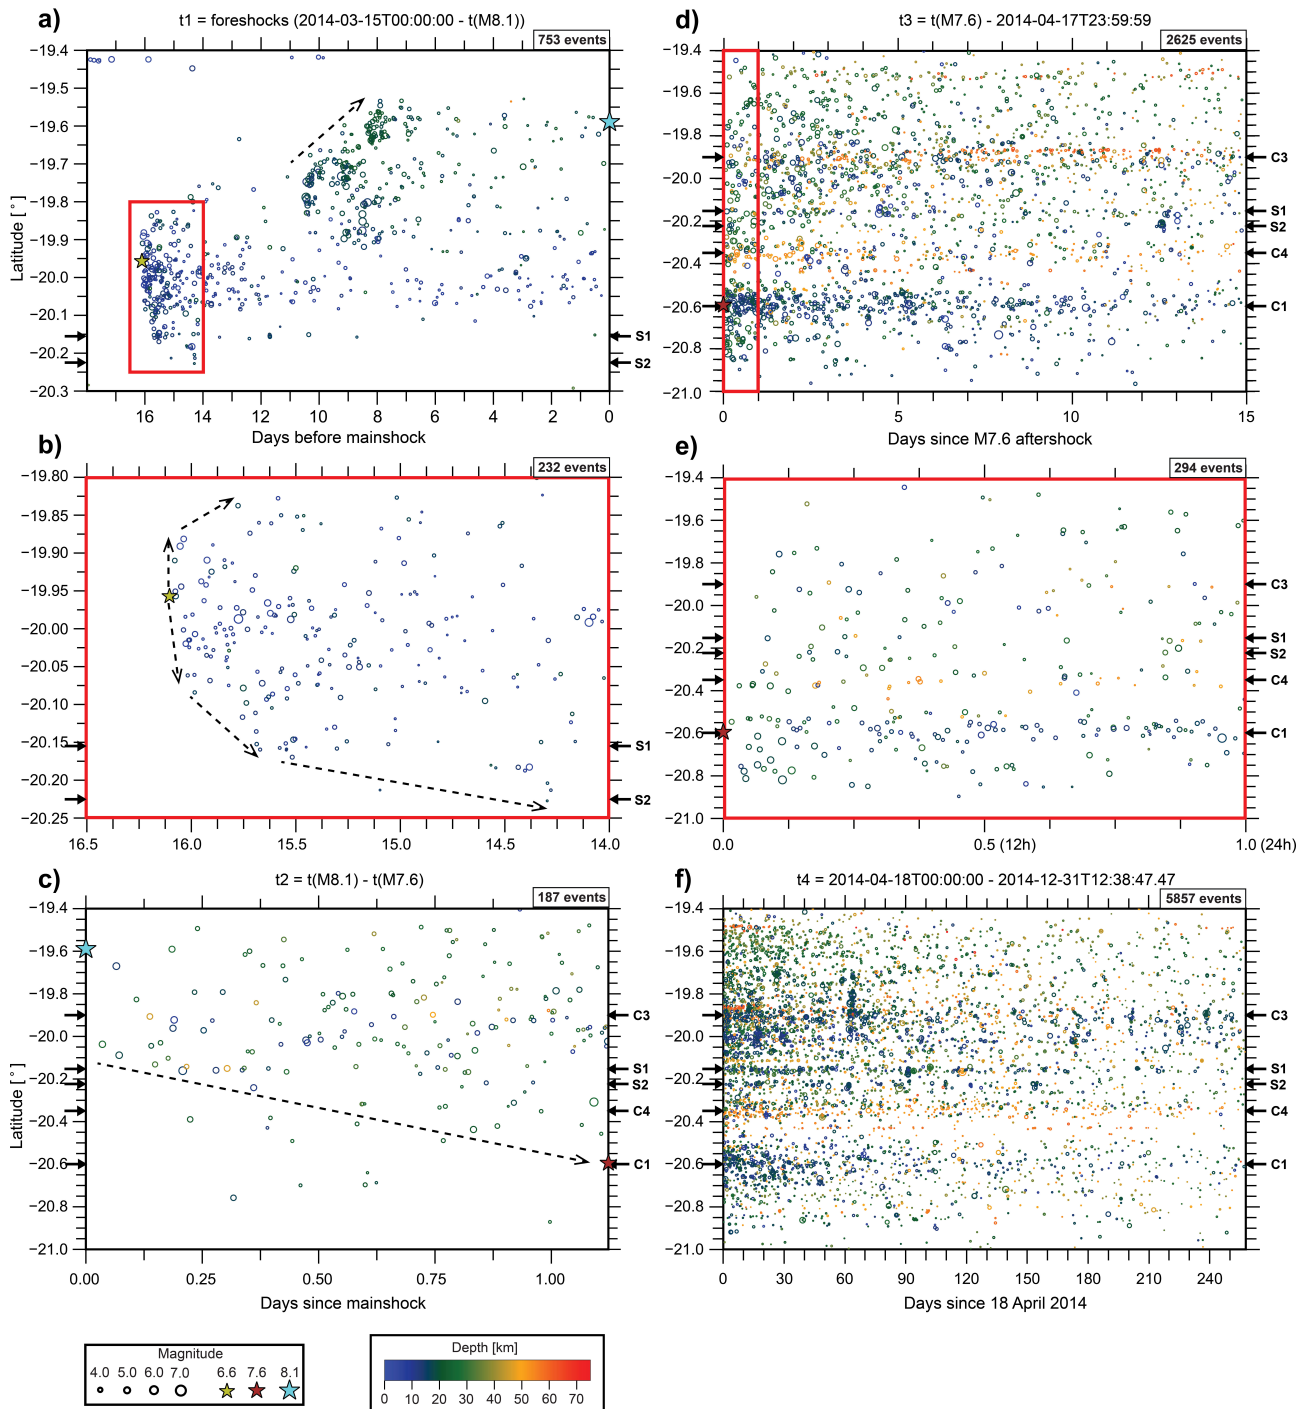 a)
t1 = foreshocks (2014-03-15T00:00:00 - t(M8.1))
753 events
−19.4
−19.5
−19.6
−19.7
−19.8
−19.9
−20.0
−20.1
−20.2
−20.3
Latitude [ ° ]
S1
S2
16 14 12 10 8 6 4 2 0
Days before mainshock
d)
t3 = t(M7.6) - 2014-04-17T23:59:59
2625 events
−19.4
−19.6
−19.8
−20.0
−20.2
−20.4
−20.6
−20.8
−21.0
C3
S1
S2
C4
C1
0 5 10 15
Days since M7.6 aftershock
b)
232 events
−19.80
−19.85
−19.90
−19.95
−20.00
−20.05
−20.10
−20.15
−20.20
−20.25
S1
S2
16.5 16.0 15.5 15.0 14.5 14.0
e)
294 events
−19.4
−19.6
−19.8
−20.0
−20.2
−20.4
−20.6
−20.8
−21.0
C3
S1
S2
C4
C1
0.0 0.5 (12h) 1.0 (24h)
c)
t2 = t(M8.1) - t(M7.6)
187 events
−19.4
−19.6
−19.8
−20.0
−20.2
−20.4
−20.6
−20.8
−21.0
Latitude [ ° ]
C3
S1
S2
C4
C1
0.00 0.25 0.50 0.75 1.00
Days since mainshock
f)
t4 = 2014-04-18T00:00:00 - 2014-12-31T12:38:47.47
5857 events
−19.4
−19.6
−19.8
−20.0
−20.2
−20.4
−20.6
−20.8
−21.0
C3
S1
S2
C4
C1
0 30 60 90 120 150 180 210 240
Days since 18 April 2014
Magnitude
4.0 5.0 6.0 7.0 6.6 7.6 8.1
Depth [km]
0 10 20 30 40 50 60 70